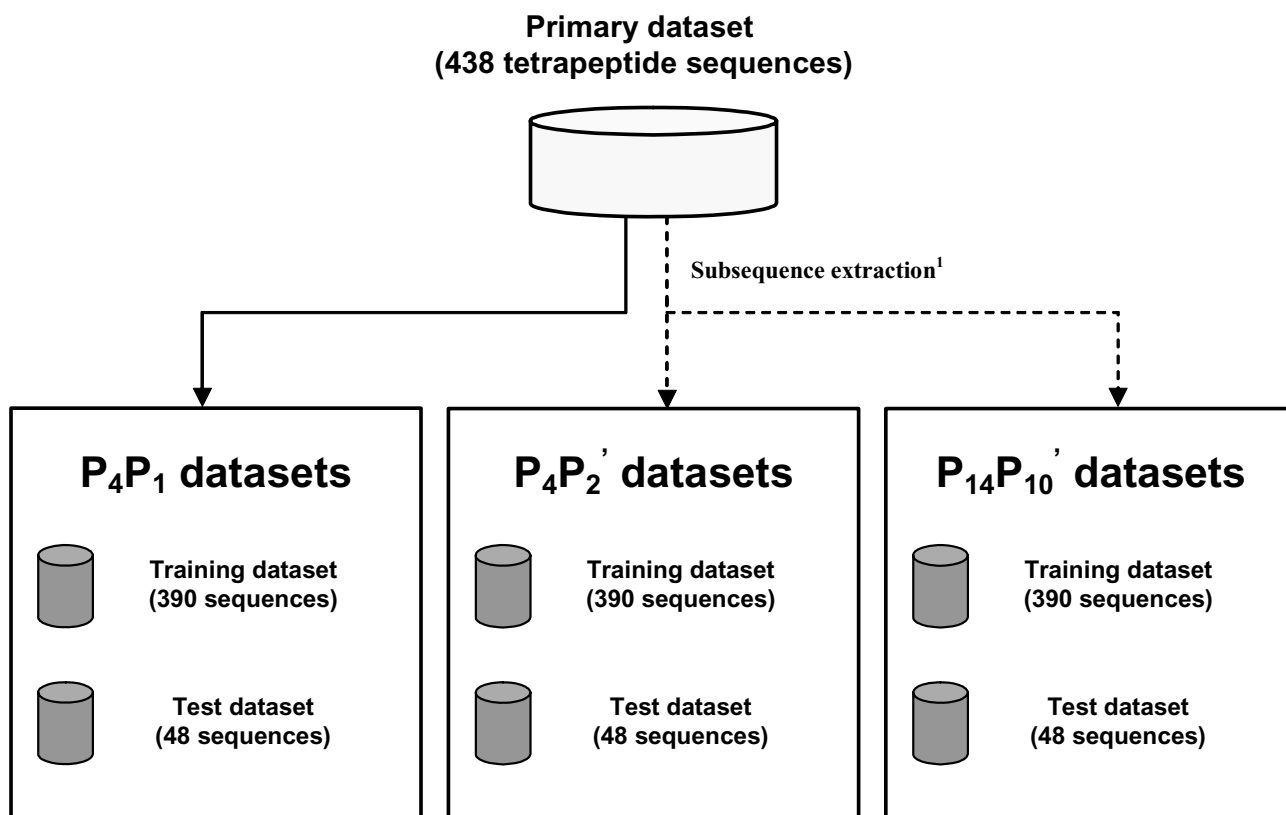 Primary dataset
(438 tetrapeptide sequences)
Subsequence extraction¹
P₄P₁ datasets
Training dataset
(390 sequences)
Test dataset
(48 sequences)
P₄P₂’ datasets
Training dataset
(390 sequences)
Test dataset
(48 sequences)
P₁₄P₁₀’ datasets
Training dataset
(390 sequences)
Test dataset
(48 sequences)